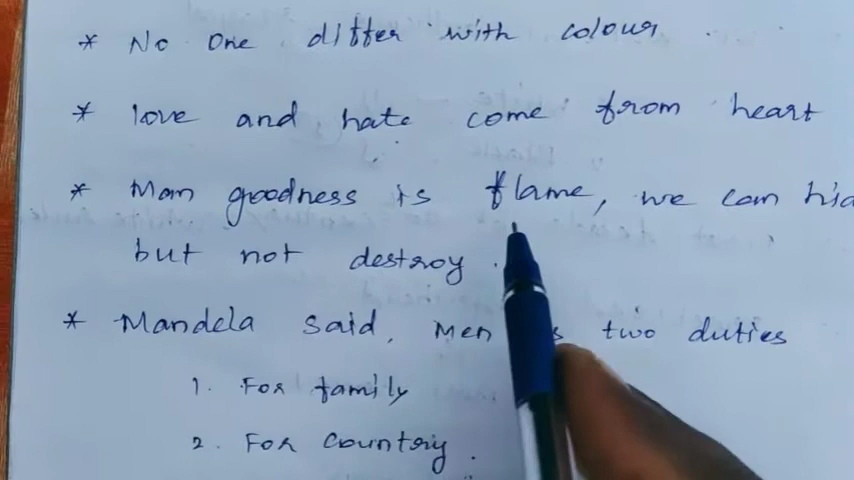 * No One differ with colour
* love and hate come from heart
* Man goodness is flame, we can
but not destroy.
* Mandela said, men two duties
1. For family
2. For Country.